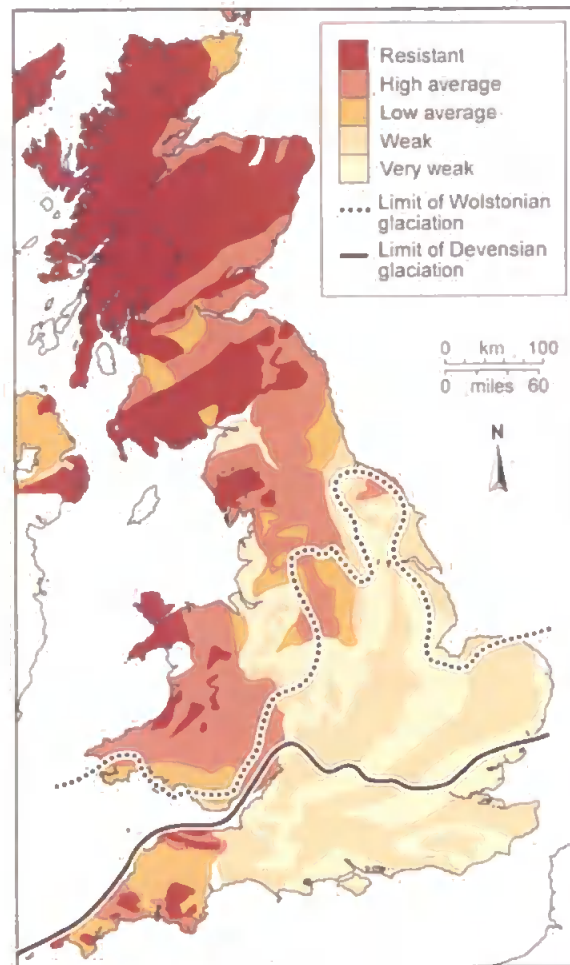 Resistant
High average
Low average
Weak
Very weak
Limit of Wolstonian
glaciation
Limit of Devensian
glaciation
0 km 100
0 miles 60
N